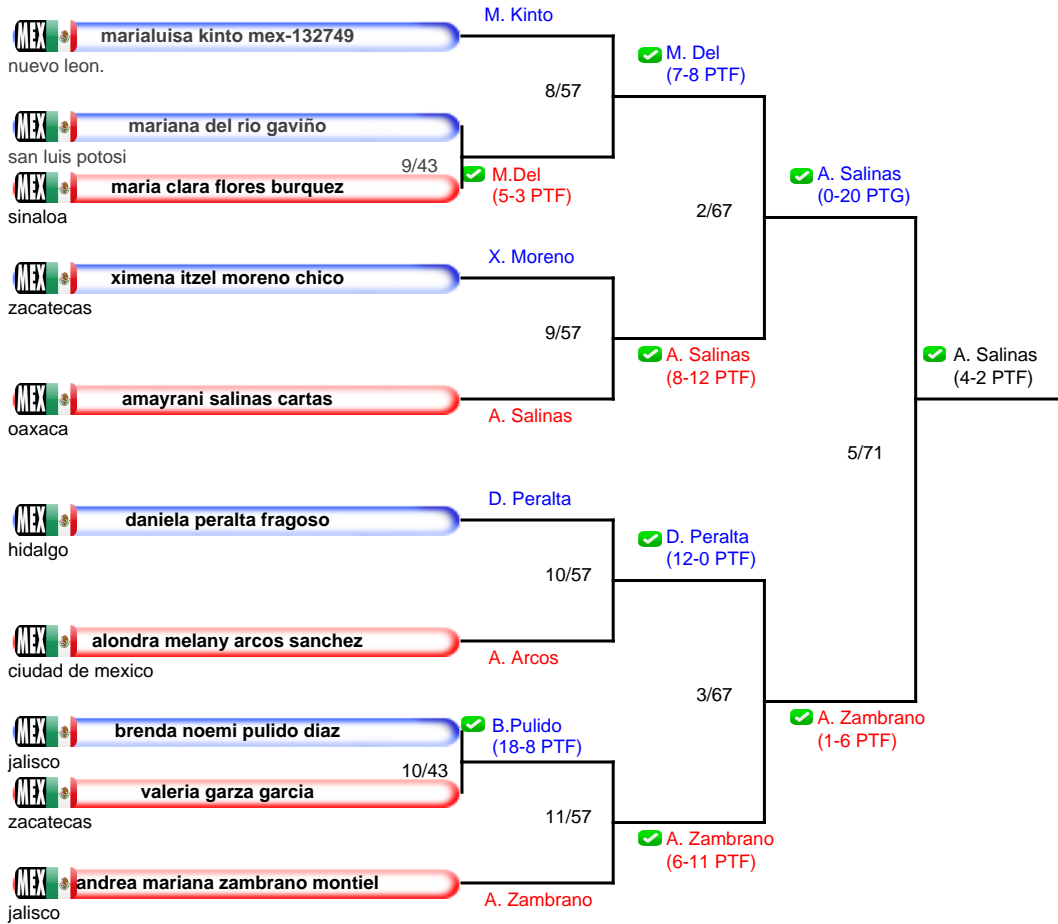 M. Kinto
MEX marialuisa kinto mex-132749
nuevo leon.
M. Del
(7-8 PTF)
8/57
MEX mariana del rio gaviño
san luis potosi
9/43
M.Del
(5-3 PTF)
MEX maria clara flores burquez
sinaloa
A. Salinas
(0-20 PTG)
2/67
X. Moreno
MEX ximena itzel moreno chico
zacatecas
9/57
A. Salinas
(8-12 PTF)
A. Salinas
(4-2 PTF)
MEX amayrani salinas cartas
A. Salinas
oaxaca
5/71
D. Peralta
MEX daniela peralta fragoso
hidalgo
D. Peralta
(12-0 PTF)
10/57
MEX alondra melany arcos sanchez
A. Arcos
ciudad de mexico
3/67
MEX brenda noemi pulido diaz
jalisco
B.Pulido
(18-8 PTF)
A. Zambrano
(1-6 PTF)
10/43
MEX valeria garza garcia
zacatecas
11/57
A. Zambrano
(6-11 PTF)
MEX andrea mariana zambrano montiel
A. Zambrano
jalisco